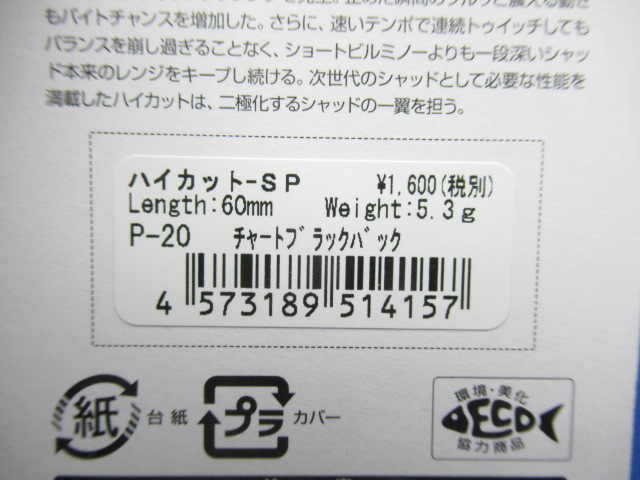 もバイトチャンスを増加した。さらに、速いテンポで連続トゥイッチしても
バランスを崩し過ぎることなく、ショートビルミノーよりも一段深いシャッ
ド本来のレンジをキープし続ける。次世代のシャッドとして必要な性能を
満載したハイカットは、二極化するシャッドの一翼を担う。
ハイカット-SP ¥1,600(税別)
Length:60mm Weight:5.3g
P-20 チャートブラックバック
4 573189 514157
紙 台紙 プラ カバー
環境・美化
ECO
協力商品